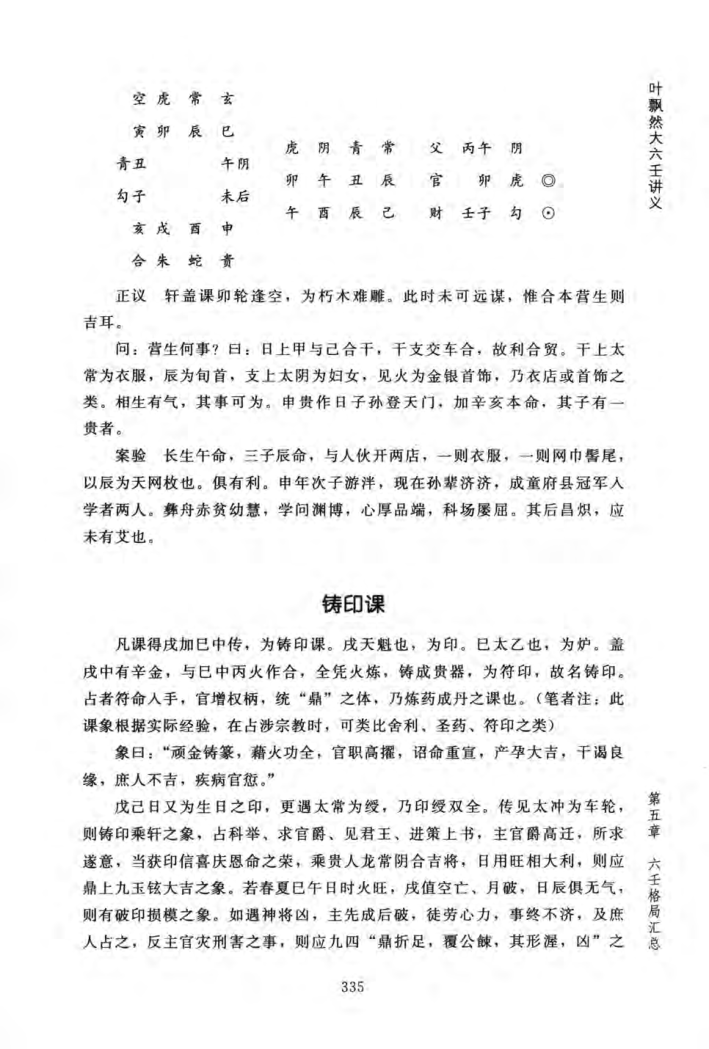 叶飘然大六壬讲义
空 虎 常 玄
寅 卯 辰 巳
青丑 午阴
勾子 未后
亥 戌 酉 申
合 朱 蛇 贵
虎 阴 青 常
卯 午 丑 辰
午 酉 辰 己
父 丙午 阴
官 卯 虎 ◎
财 壬子 勾 ⊙
正议 轩盖课卯轮逢空，为朽木难雕。此时未可远谋，惟合本营生则
吉耳。
问：营生何事？曰：日上甲与己合干，干支交车合，故利合贸。干上太
常为衣服，辰为旬首，支上太阴为妇女，见火为金银首饰，乃衣店或首饰之
类。相生有气，其事可为。申贵作日子孙登天门，加辛亥本命，其子有一
贵者。
案验 长生午命，三子辰命，与人伙开两店，一则衣服，一则网巾髻尾，
以辰为天网枚也。俱有利。申年次子游泮，现在孙辈济济，成童府县冠军人
学者两人。彝舟赤贫幼慧，学问渊博，心厚品端，科场屡屈。其后昌炽，应
未有艾也。
铸印课
凡课得戌加巳中传，为铸印课。戌天魁也，为印。巳太乙也，为炉。盖
戌中有辛金，与巳中丙火作合，全凭火炼，铸成贵器，为符印，故名铸印。
占者符命人手，官增权柄，统“鼎”之体，乃炼药成丹之课也。（笔者注：此
课象根据实际经验，在占涉宗教时，可类比舍利、圣药、符印之类）
象曰：“顽金铸篆，藉火功全，官职高擢，诏命重宣，产孕大吉，干谒良
缘，庶人不吉，疾病官愆。”
戊己日又为生日之印，更遇太常为绶，乃印绶双全。传见太冲为车轮，
则铸印乘轩之象，占科举、求官爵、见君王、进策上书，主官爵高迁，所求
遂意，当获印信喜庆恩命之荣，乘贵人龙常阴合吉将，日用旺相大利，则应
鼎上九玉铉大吉之象。若春夏巳午日时火旺，戌值空亡、月破，日辰俱无气，
则有破印损模之象。如遇神将凶，主先成后破，徒劳心力，事终不济，及庶
人占之，反主官灾刑害之事，则应九四“鼎折足，覆公餗，其形渥，凶”之
第五章 六壬格局汇总
335